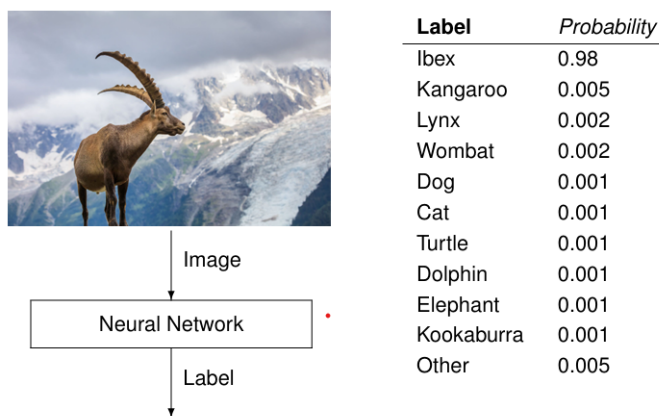 Image
Neural Network
Label
Label Probability
Ibex 0.98
Kangaroo 0.005
Lynx 0.002
Wombat 0.002
Dog 0.001
Cat 0.001
Turtle 0.001
Dolphin 0.001
Elephant 0.001
Kookaburra 0.001
Other 0.005